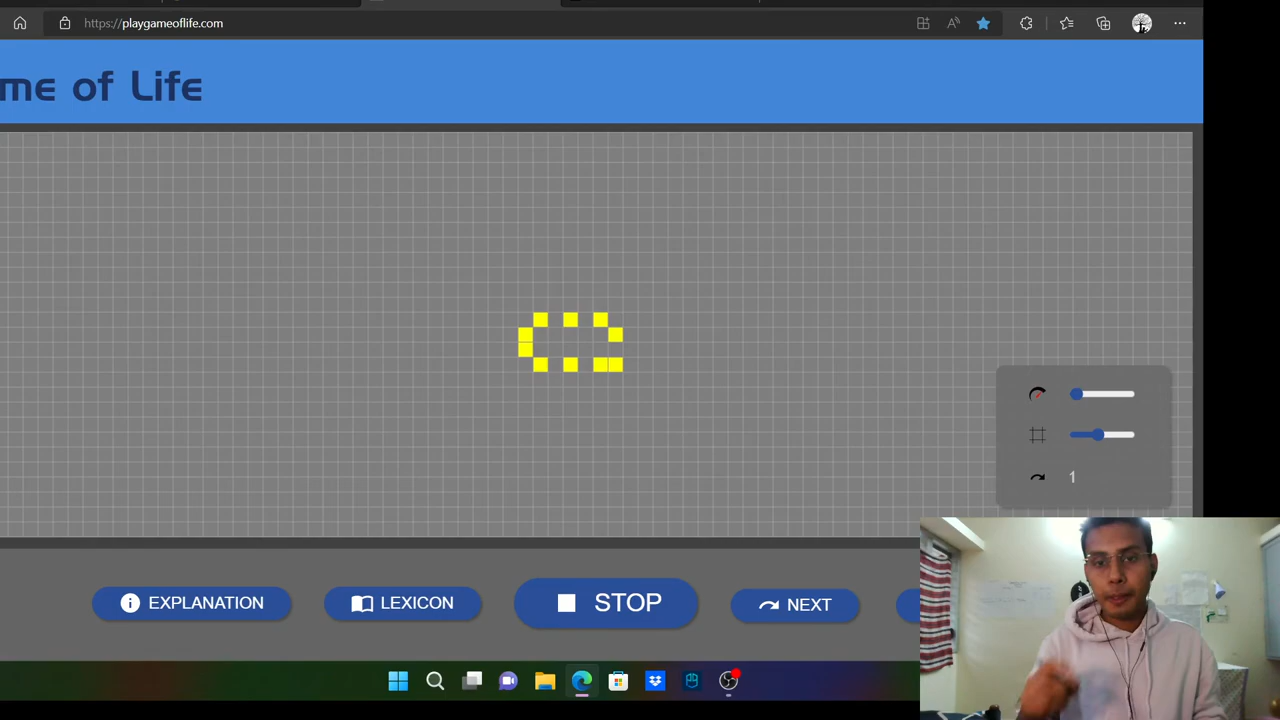 https://playgameoflife.com
me of Life
1
EXPLANATION
LEXICON
STOP
NEXT